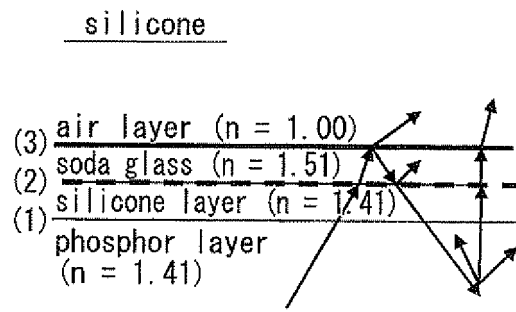 silicone
(3) air layer (n = 1.00)
soda glass (n = 1.51)
(2) silicone layer (n = 1.41)
(1) phosphor layer
(n = 1.41)